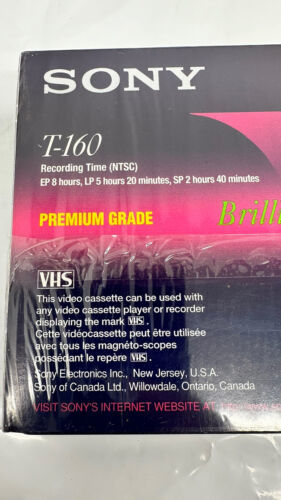 SONY
T-160
Recording Time (NTSC)
EP 8 hours, LP 5 hours 20 minutes, SP 2 hours 40 minutes
PREMIUM GRADE
Brilli
VHS
This video cassette can be used with
any video cassette player or recorder
displaying the mark VHS.
Cette vidéocassette peut être utilisée
avec tous les magnéto-scopes
possédant le repère VHS.
Sony Electronics Inc., New Jersey, U.S.A.
Sony of Canada Ltd., Willowdale, Ontario, Canada
VISIT SONY'S INTERNET WEBSITE AT: